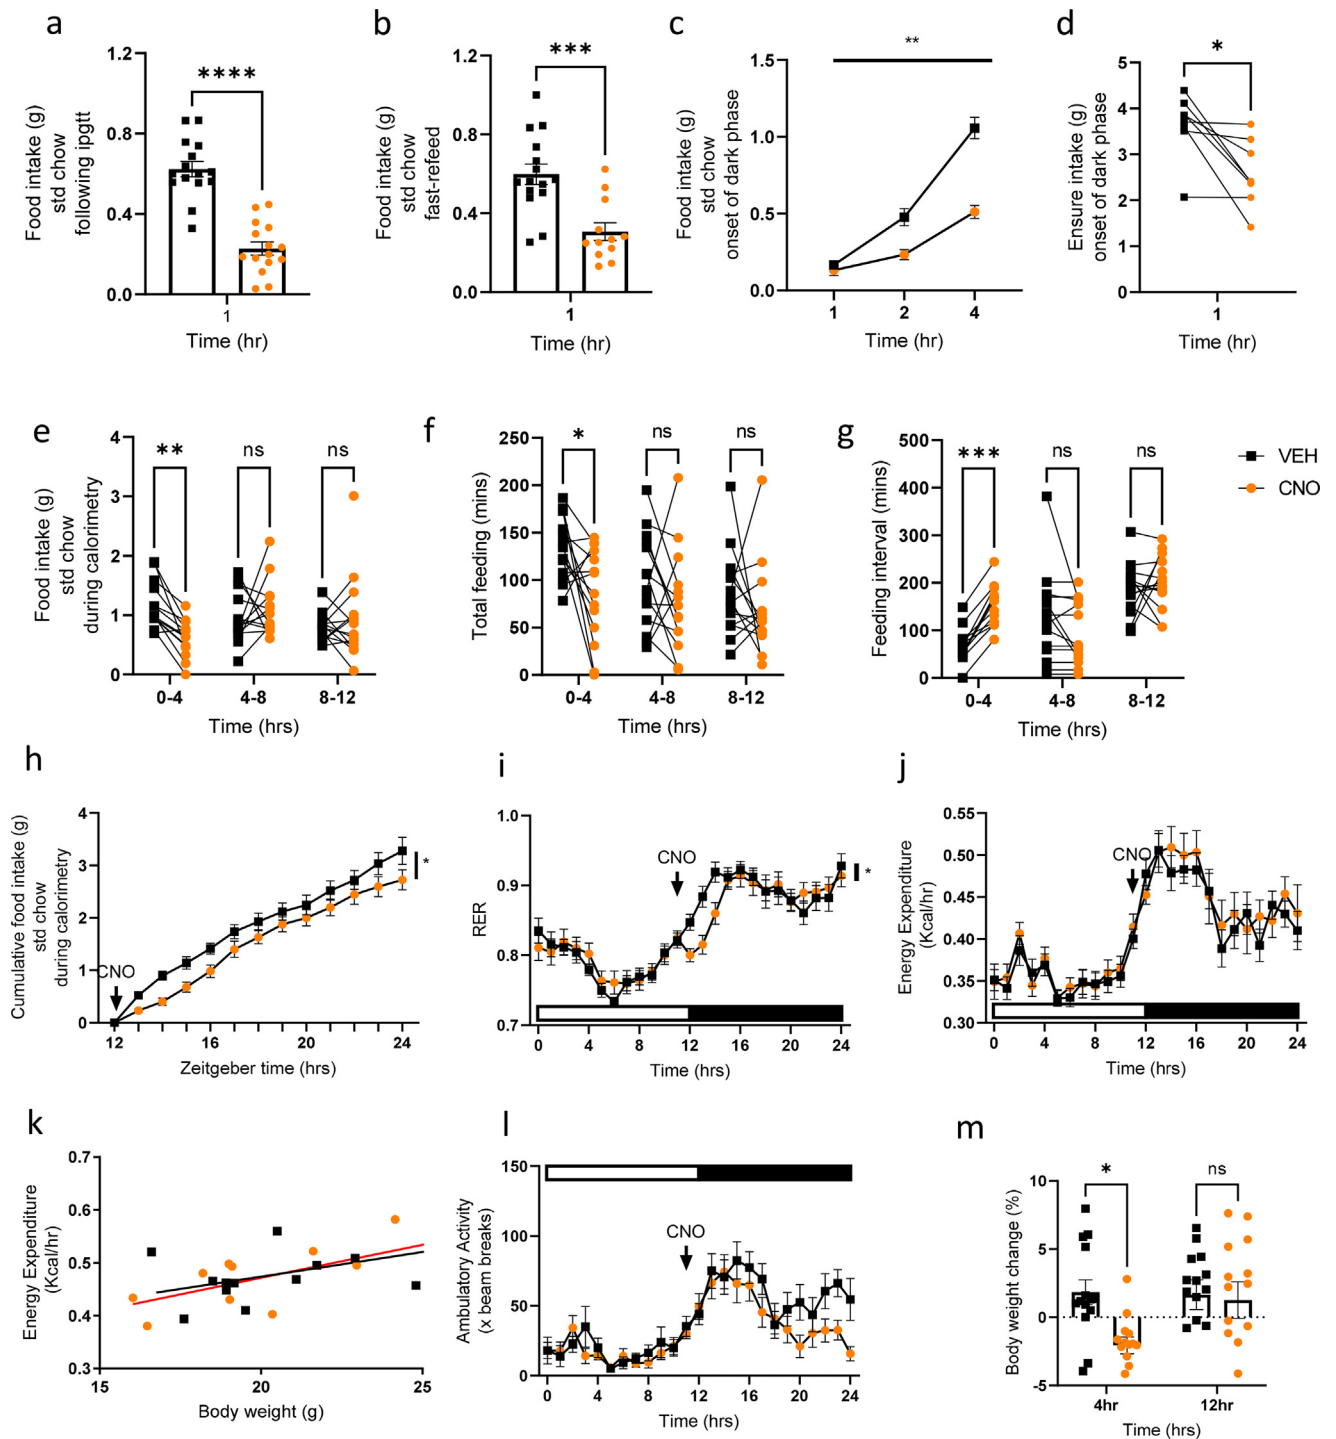 a
Food intake (g)
std chow
following ipgtt
1.2
0.8
0.4
0.0
****
1
Time (hr)
b
Food intake (g)
std chow
fast-refeed
1.2
0.8
0.4
0.0
***
1
Time (hr)
c
Food intake (g)
std chow
onset of dark phase
1.5
1.0
0.5
0.0
**
1 2 4
Time (hr)
d
Ensure intake (g)
onset of dark phase
5
4
3
2
1
0
*
1
Time (hr)
e
Food intake (g)
std chow
during calorimetry
4
3
2
1
0
** ns ns
0-4 4-8 8-12
Time (hrs)
f
Total feeding (mins)
250
200
150
100
50
0
* ns ns
0-4 4-8 8-12
Time (hrs)
g
Feeding interval (mins)
500
400
300
200
100
0
*** ns ns
0-4 4-8 8-12
Time (hrs)
VEH
CNO
h
Cumulative food intake (g)
std chow
during calorimetry
4
3
2
1
0
CNO
*
12 14 16 18 20 22 24
Zeitgeber time (hrs)
i
RER
1.0
0.9
0.8
0.7
CNO
*
0 4 8 12 16 20 24
Time (hrs)
j
Energy Expenditure
(Kcal/hr)
0.55
0.50
0.45
0.40
0.35
0.30
CNO
0 4 8 12 16 20 24
Time (hrs)
k
Energy Expenditure
(Kcal/hr)
0.7
0.6
0.5
0.4
0.3
15 20 25
Body weight (g)
l
Ambulatory Activity
(x beam breaks)
150
100
50
0
CNO
0 4 8 12 16 20 24
Time (hrs)
m
Body weight change (%)
10
5
0
-5
* ns
4hr 12hr
Time (hrs)